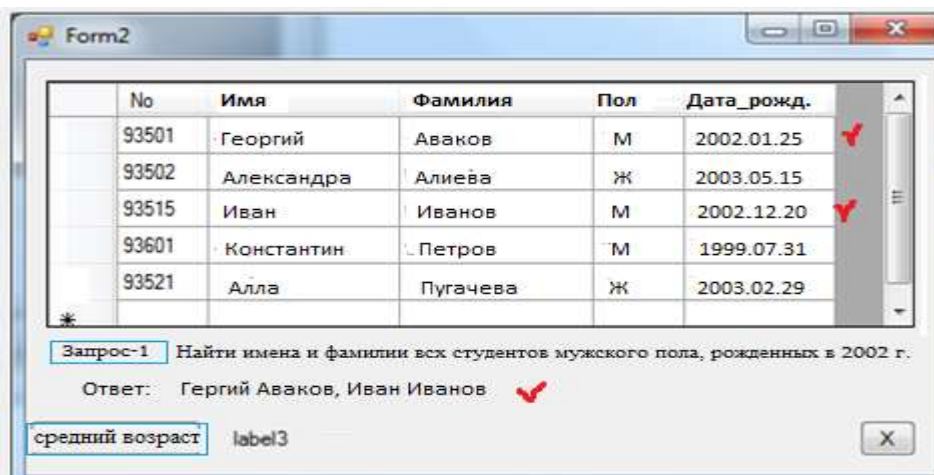 Form2
No Имя Фамилия Пол Дата_рожд.
93501 Георгий Аваков М 2002.01.25
93502 Александра Алиева Ж 2003.05.15
93515 Иван Иванов М 2002.12.20
93601 Константин Петров М 1999.07.31
93521 Алла Пугачева Ж 2003.02.29
*
Запрос-1 Найти имена и фамилии всх студентов мужского пола, рожденных в 2002 г.
Ответ: Гергий Аваков, Иван Иванов
средний возраст label3 X